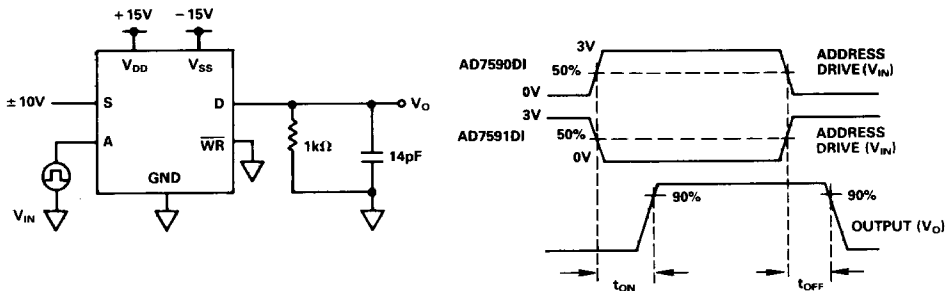 +15V
−15V
V_DD
V_SS
±10V
S
D
V_O
A
W̅R̅
1kΩ
14pF
GND
V_IN
3V
AD7590DI
50%
0V
ADDRESS
DRIVE (V_IN)
3V
AD7591DI
50%
0V
ADDRESS
DRIVE (V_IN)
90%
90%
OUTPUT (V_O)
t_ON
t_OFF